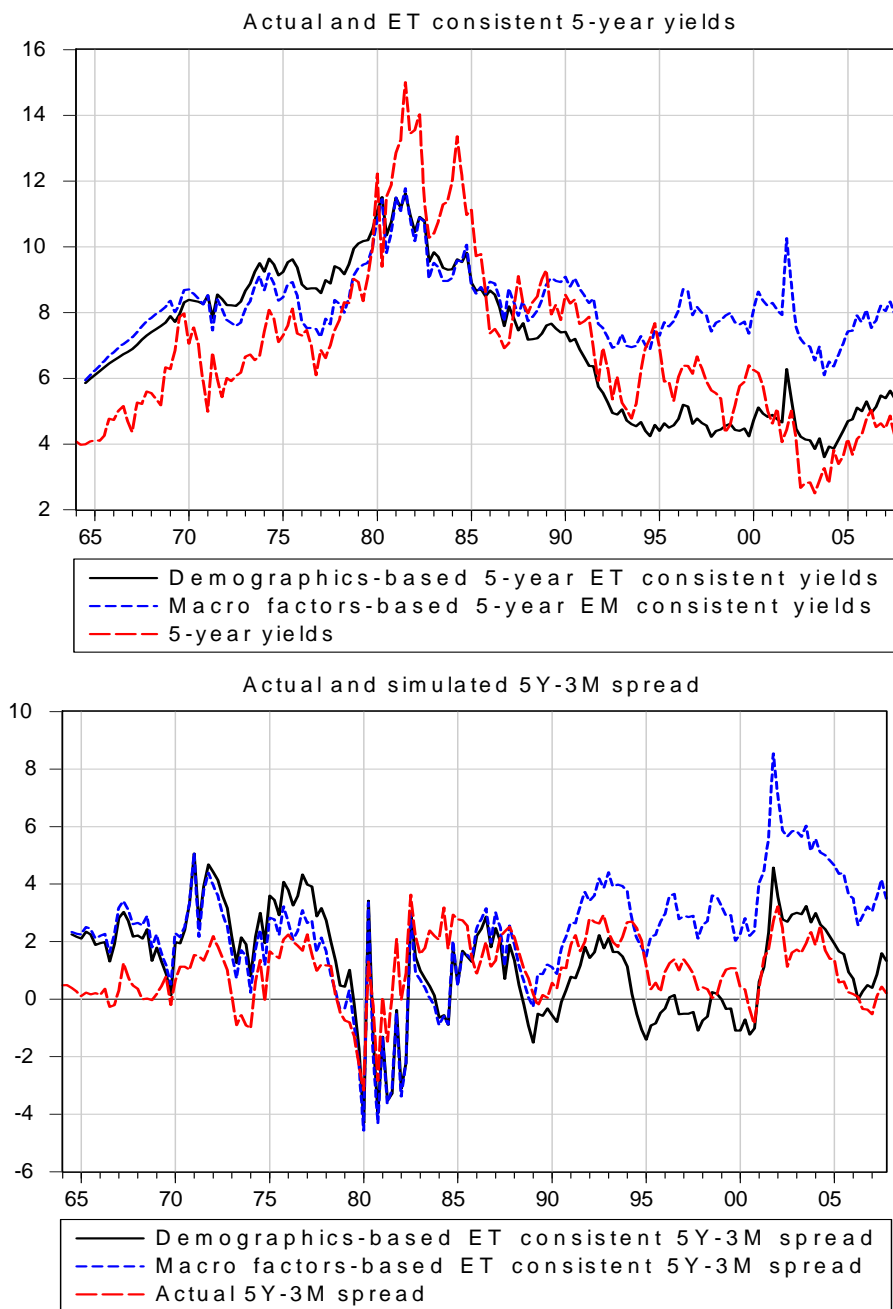 Actual and ET consistent 5-year yields
16
14
12
10
8
6
4
2
65 70 75 80 85 90 95 00 05
Demographics-based 5-year ET consistent yields
Macro factors-based 5-year EM consistent yields
5-year yields
Actual and simulated 5Y-3M spread
10
8
6
4
2
0
-2
-4
-6
65 70 75 80 85 90 95 00 05
Demographics-based ET consistent 5Y-3M spread
Macro factors-based ET consistent 5Y-3M spread
Actual 5Y-3M spread